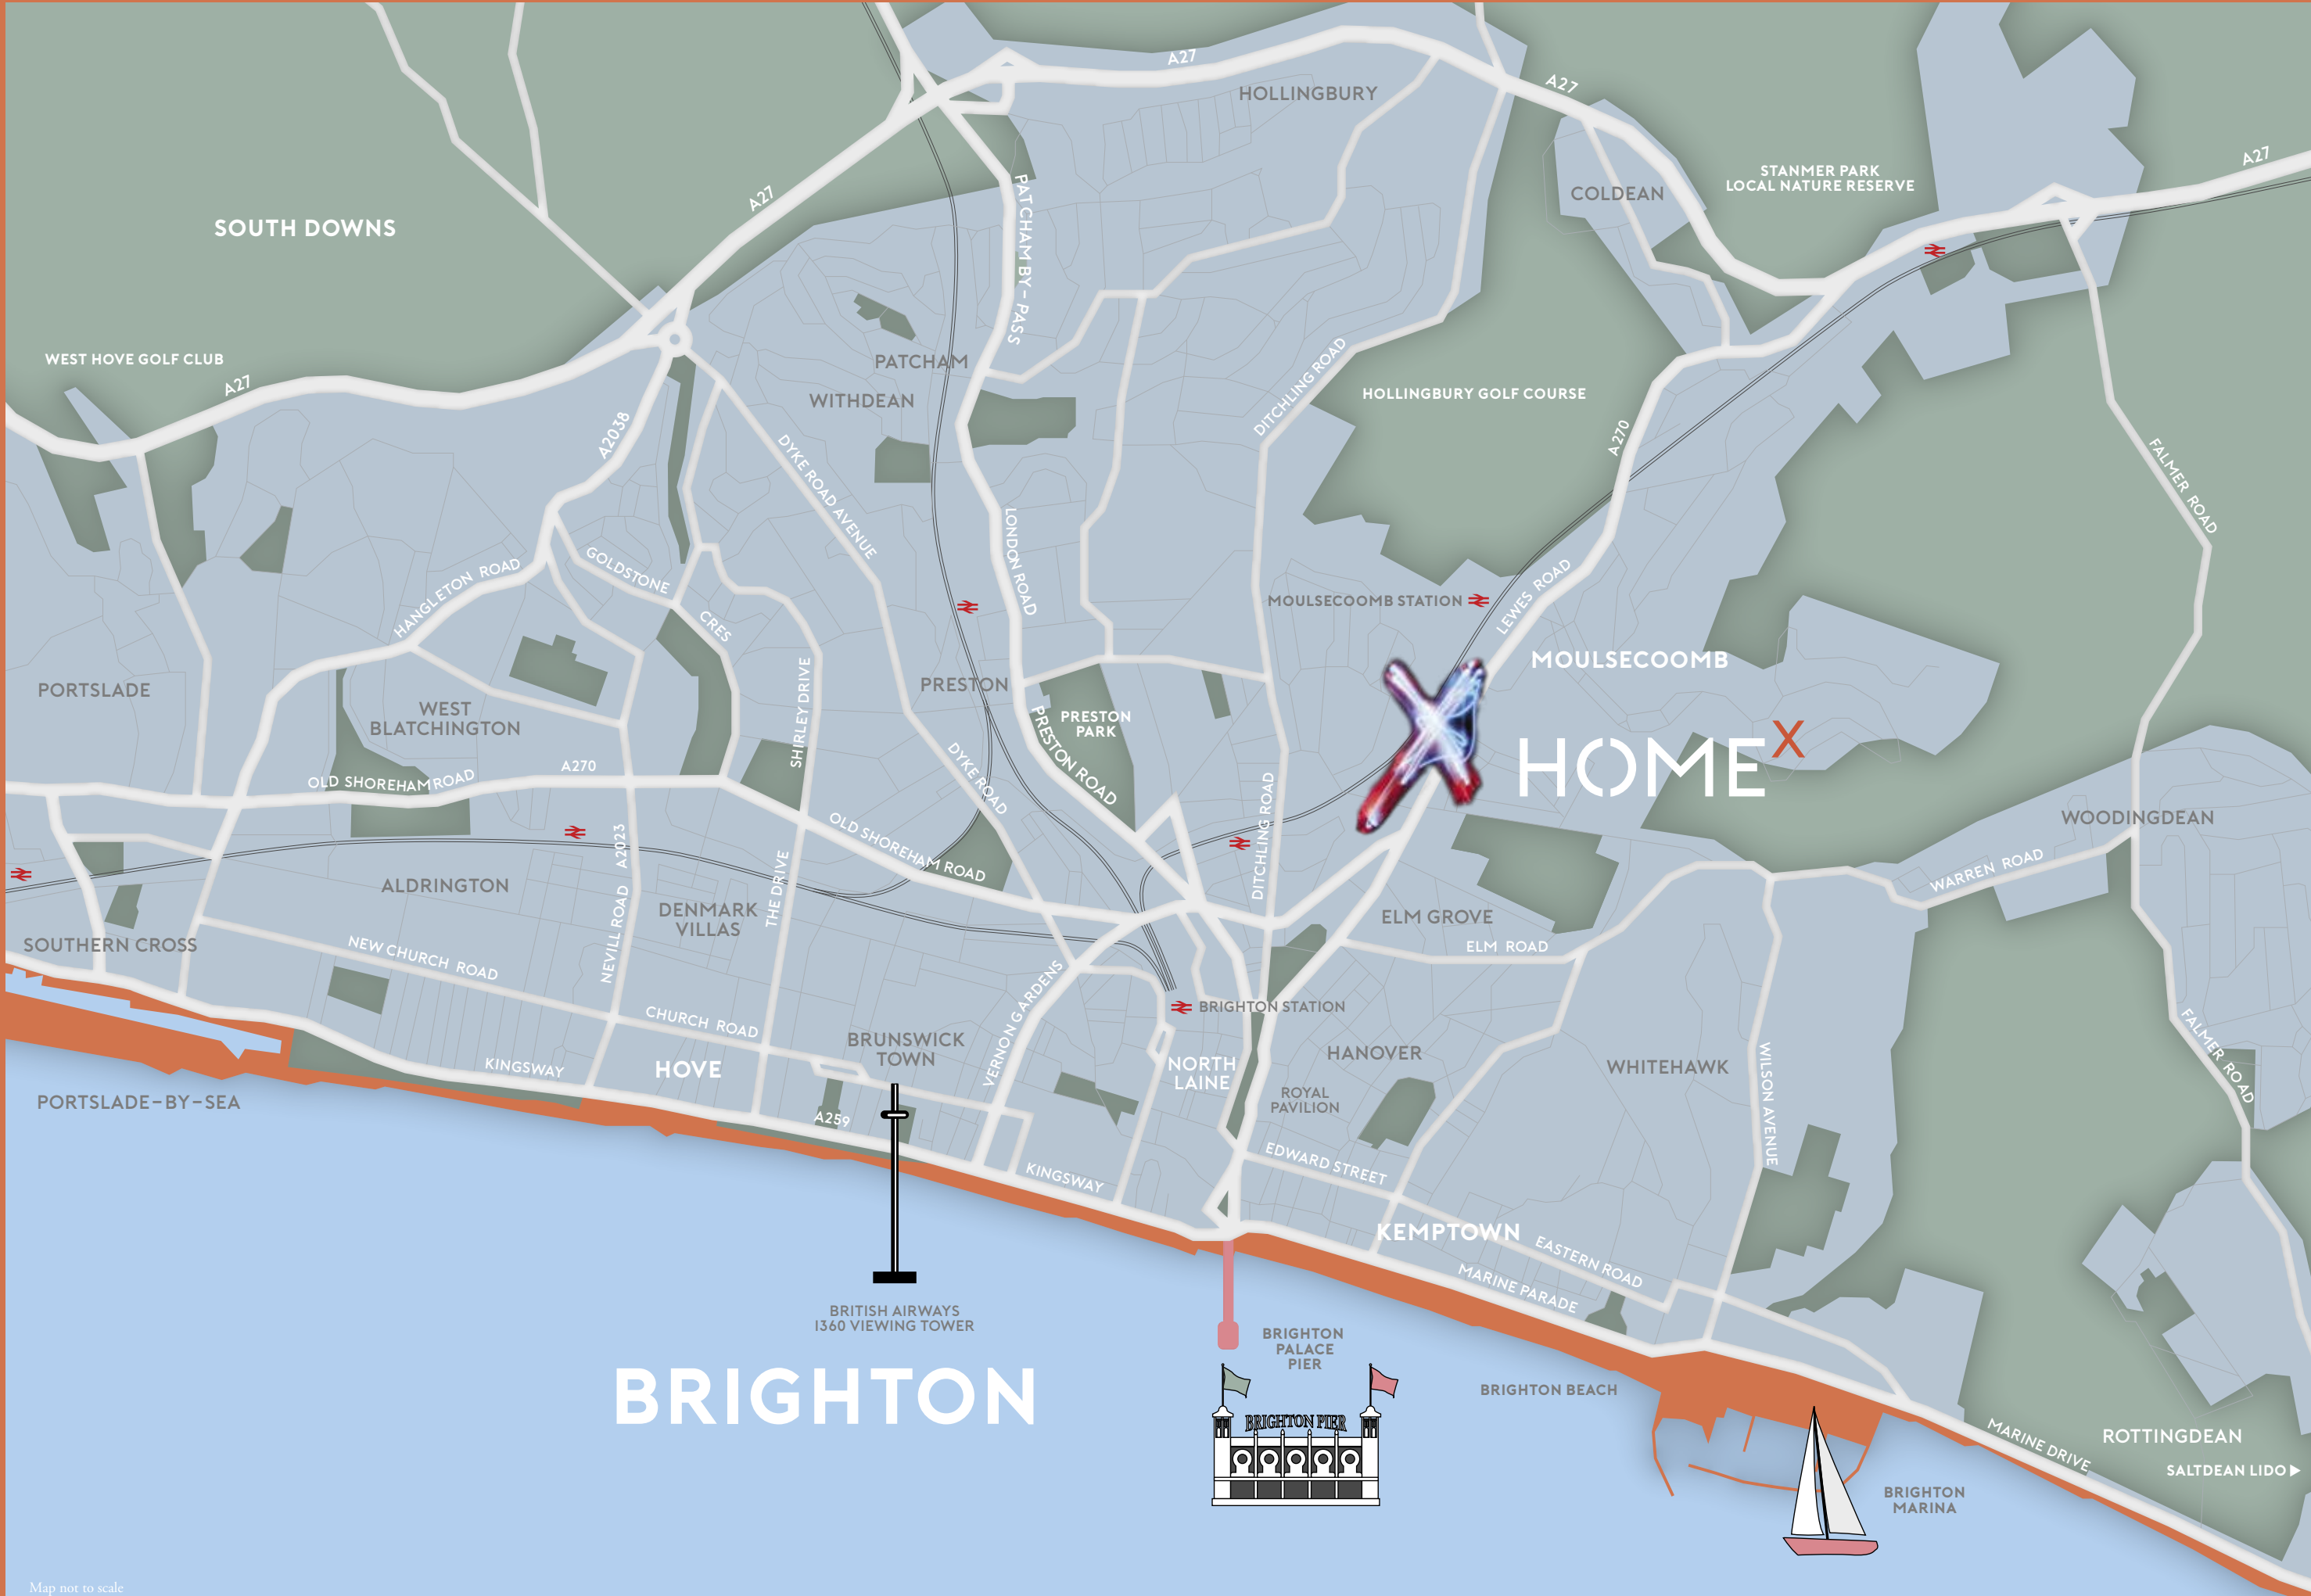 A27
HOLLINGBURY
A27
STANMER PARK
LOCAL NATURE RESERVE
A27
COLDEAN
A27
SOUTH DOWNS
PATCHAM BY-PASS
WEST HOVE GOLF CLUB
A27
PATCHAM
WITHDEAN
DITCHLING ROAD
HOLLINGBURY GOLF COURSE
A2038
A270
DYKE ROAD AVENUE
FALMER ROAD
LONDON ROAD
GOLDSTONE
CRES
HANGLETON ROAD
MOULSECOOMB STATION
LEWES ROAD
MOULSECOOMB
PORTSLADE
WEST
BLATCHINGTON
SHIRLEY DRIVE
PRESTON
PRESTON
PARK
PRESTON ROAD
HOME X
OLD SHOREHAM ROAD
A270
DYKE ROAD
DITCHLING ROAD
WOODINGDEAN
A2023
OLD SHOREHAM ROAD
WARREN ROAD
ALDRINGTON
THE DRIVE
DENMARK
VILLAS
ELM GROVE
ELM ROAD
SOUTHERN CROSS
NEW CHURCH ROAD
NEVILL ROAD
VERNON GARDENS
BRIGHTON STATION
CHURCH ROAD
BRUNSWICK
TOWN
HANOVER
WHITEHAWK
WILSON AVENUE
FALMER ROAD
KINGSWAY
HOVE
NORTH
LAINE
ROYAL
PAVILION
PORTSLADE-BY-SEA
A259
KINGSWAY
EDWARD STREET
KEMPTOWN
EASTERN ROAD
MARINE PARADE
BRITISH AIRWAYS
I360 VIEWING TOWER
BRIGHTON
PALACE
PIER
BRIGHTON
BRIGHTON BEACH
BRIGHTON PIER
MARINE DRIVE
ROTTINGDEAN
SALTDEAN LIDO
BRIGHTON
MARINA
Map not to scale